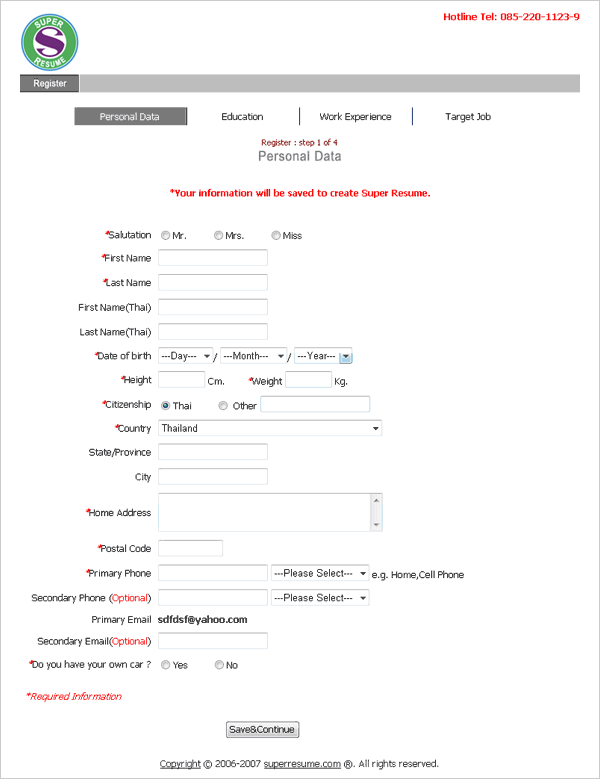 Hotline Tel: 085-220-1123-9
SUPER
S
RESUME
Register
Personal Data Education Work Experience Target Job
Register : step 1 of 4
Personal Data
*Your information will be saved to create Super Resume.
*Salutation Mr. Mrs. Miss
*First Name
*Last Name
First Name(Thai)
Last Name(Thai)
*Date of birth ---Day--- / ---Month--- / ---Year---
*Height Cm. *Weight Kg.
*Citizenship Thai Other
*Country Thailand
State/Province
City
*Home Address
*Postal Code
*Primary Phone ---Please Select--- e.g. Home,Cell Phone
Secondary Phone (Optional) ---Please Select---
Primary Email sdfdsf@yahoo.com
Secondary Email(Optional)
*Do you have your own car ? Yes No
*Required Information
Save&Continue
Copyright © 2006-2007 superresume.com ®. All rights reserved.